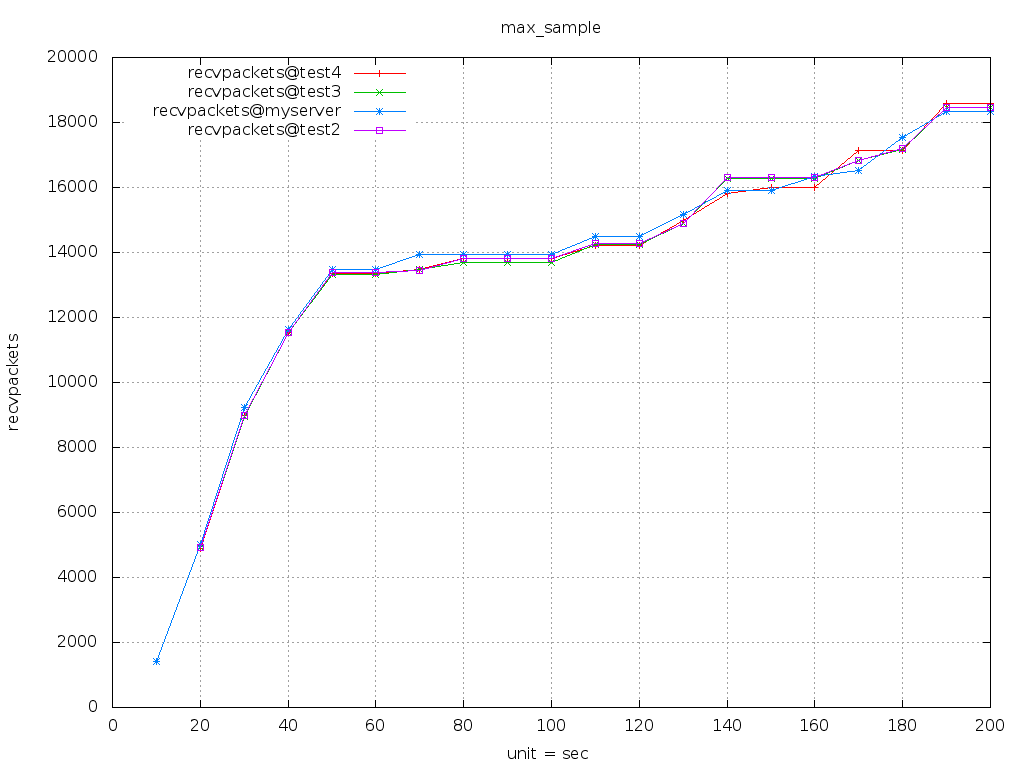 max_sample
20000
18000
16000
14000
12000
10000
8000
6000
4000
2000
0
recvpackets
recvpackets@test4
recvpackets@test3
recvpackets@myserver
recvpackets@test2
0 20 40 60 80 100 120 140 160 180 200
unit = sec